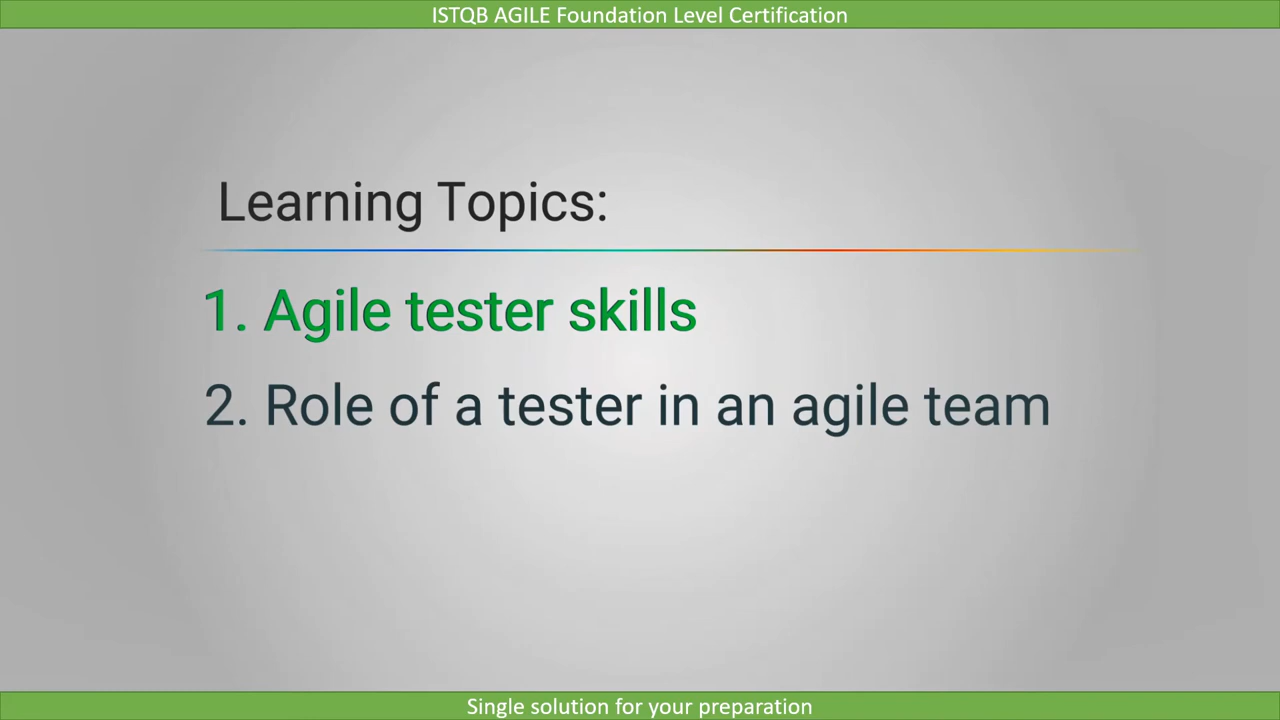 ISTQB AGILE Foundation Level Certification
Learning Topics:
1. Agile tester skills
2. Role of a tester in an agile team
Single solution for your preparation